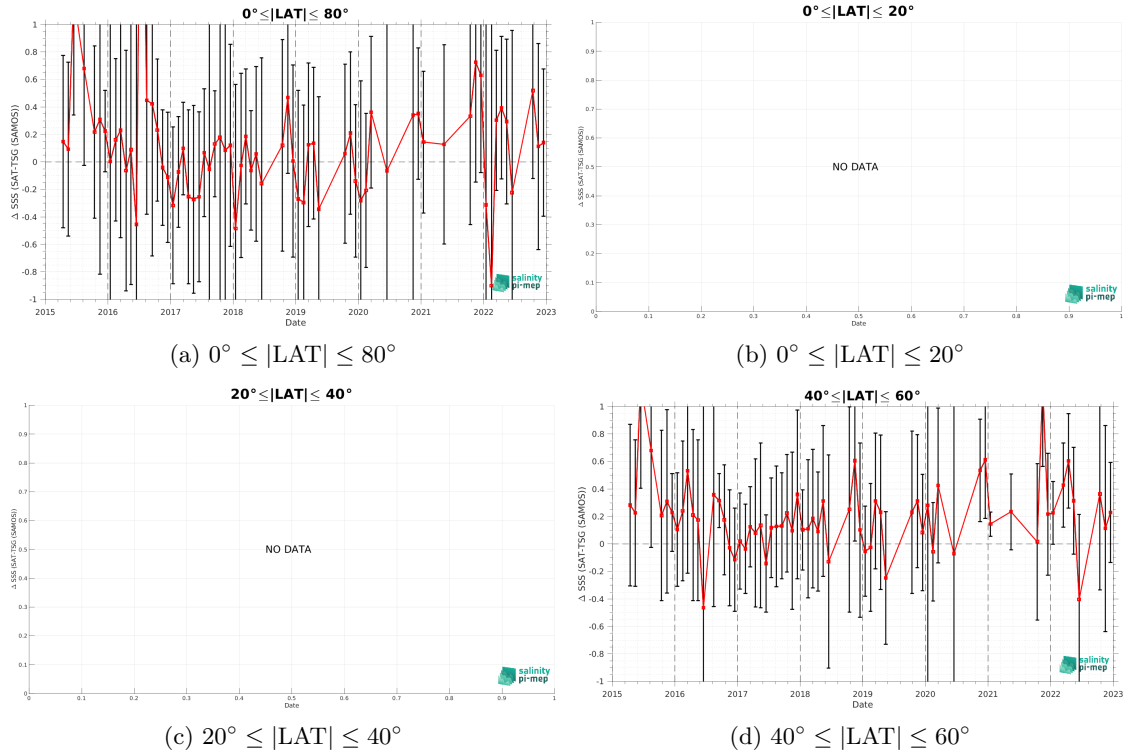 0°≤|LAT|≤ 80°
1
0.8
0.6
0.4
0.2
0
-0.2
-0.4
-0.6
-0.8
-1
Δ SSS (SAT-TSG (SAMOS))
2015 2016 2017 2018 2019 2020 2021 2022 2023
Date
salinity
pi-mep
(a) 0° ≤ |LAT| ≤ 80°
0°≤|LAT|≤ 20°
1
0.9
0.8
0.7
0.6
0.5
0.4
0.3
0.2
0.1
0
Δ SSS (SAT-TSG (SAMOS))
NO DATA
0 0.1 0.2 0.3 0.4 0.5 0.6 0.7 0.8 0.9 1
Date
salinity
pi-mep
(b) 0° ≤ |LAT| ≤ 20°
20°≤|LAT|≤ 40°
1
0.9
0.8
0.7
0.6
0.5
0.4
0.3
0.2
0.1
0
Δ SSS (SAT-TSG (SAMOS))
NO DATA
0 0.1 0.2 0.3 0.4 0.5 0.6 0.7 0.8 0.9 1
Date
salinity
pi-mep
(c) 20° ≤ |LAT| ≤ 40°
40°≤|LAT|≤ 60°
1
0.8
0.6
0.4
0.2
0
-0.2
-0.4
-0.6
-0.8
-1
Δ SSS (SAT-TSG (SAMOS))
2015 2016 2017 2018 2019 2020 2021 2022 2023
Date
salinity
pi-mep
(d) 40° ≤ |LAT| ≤ 60°